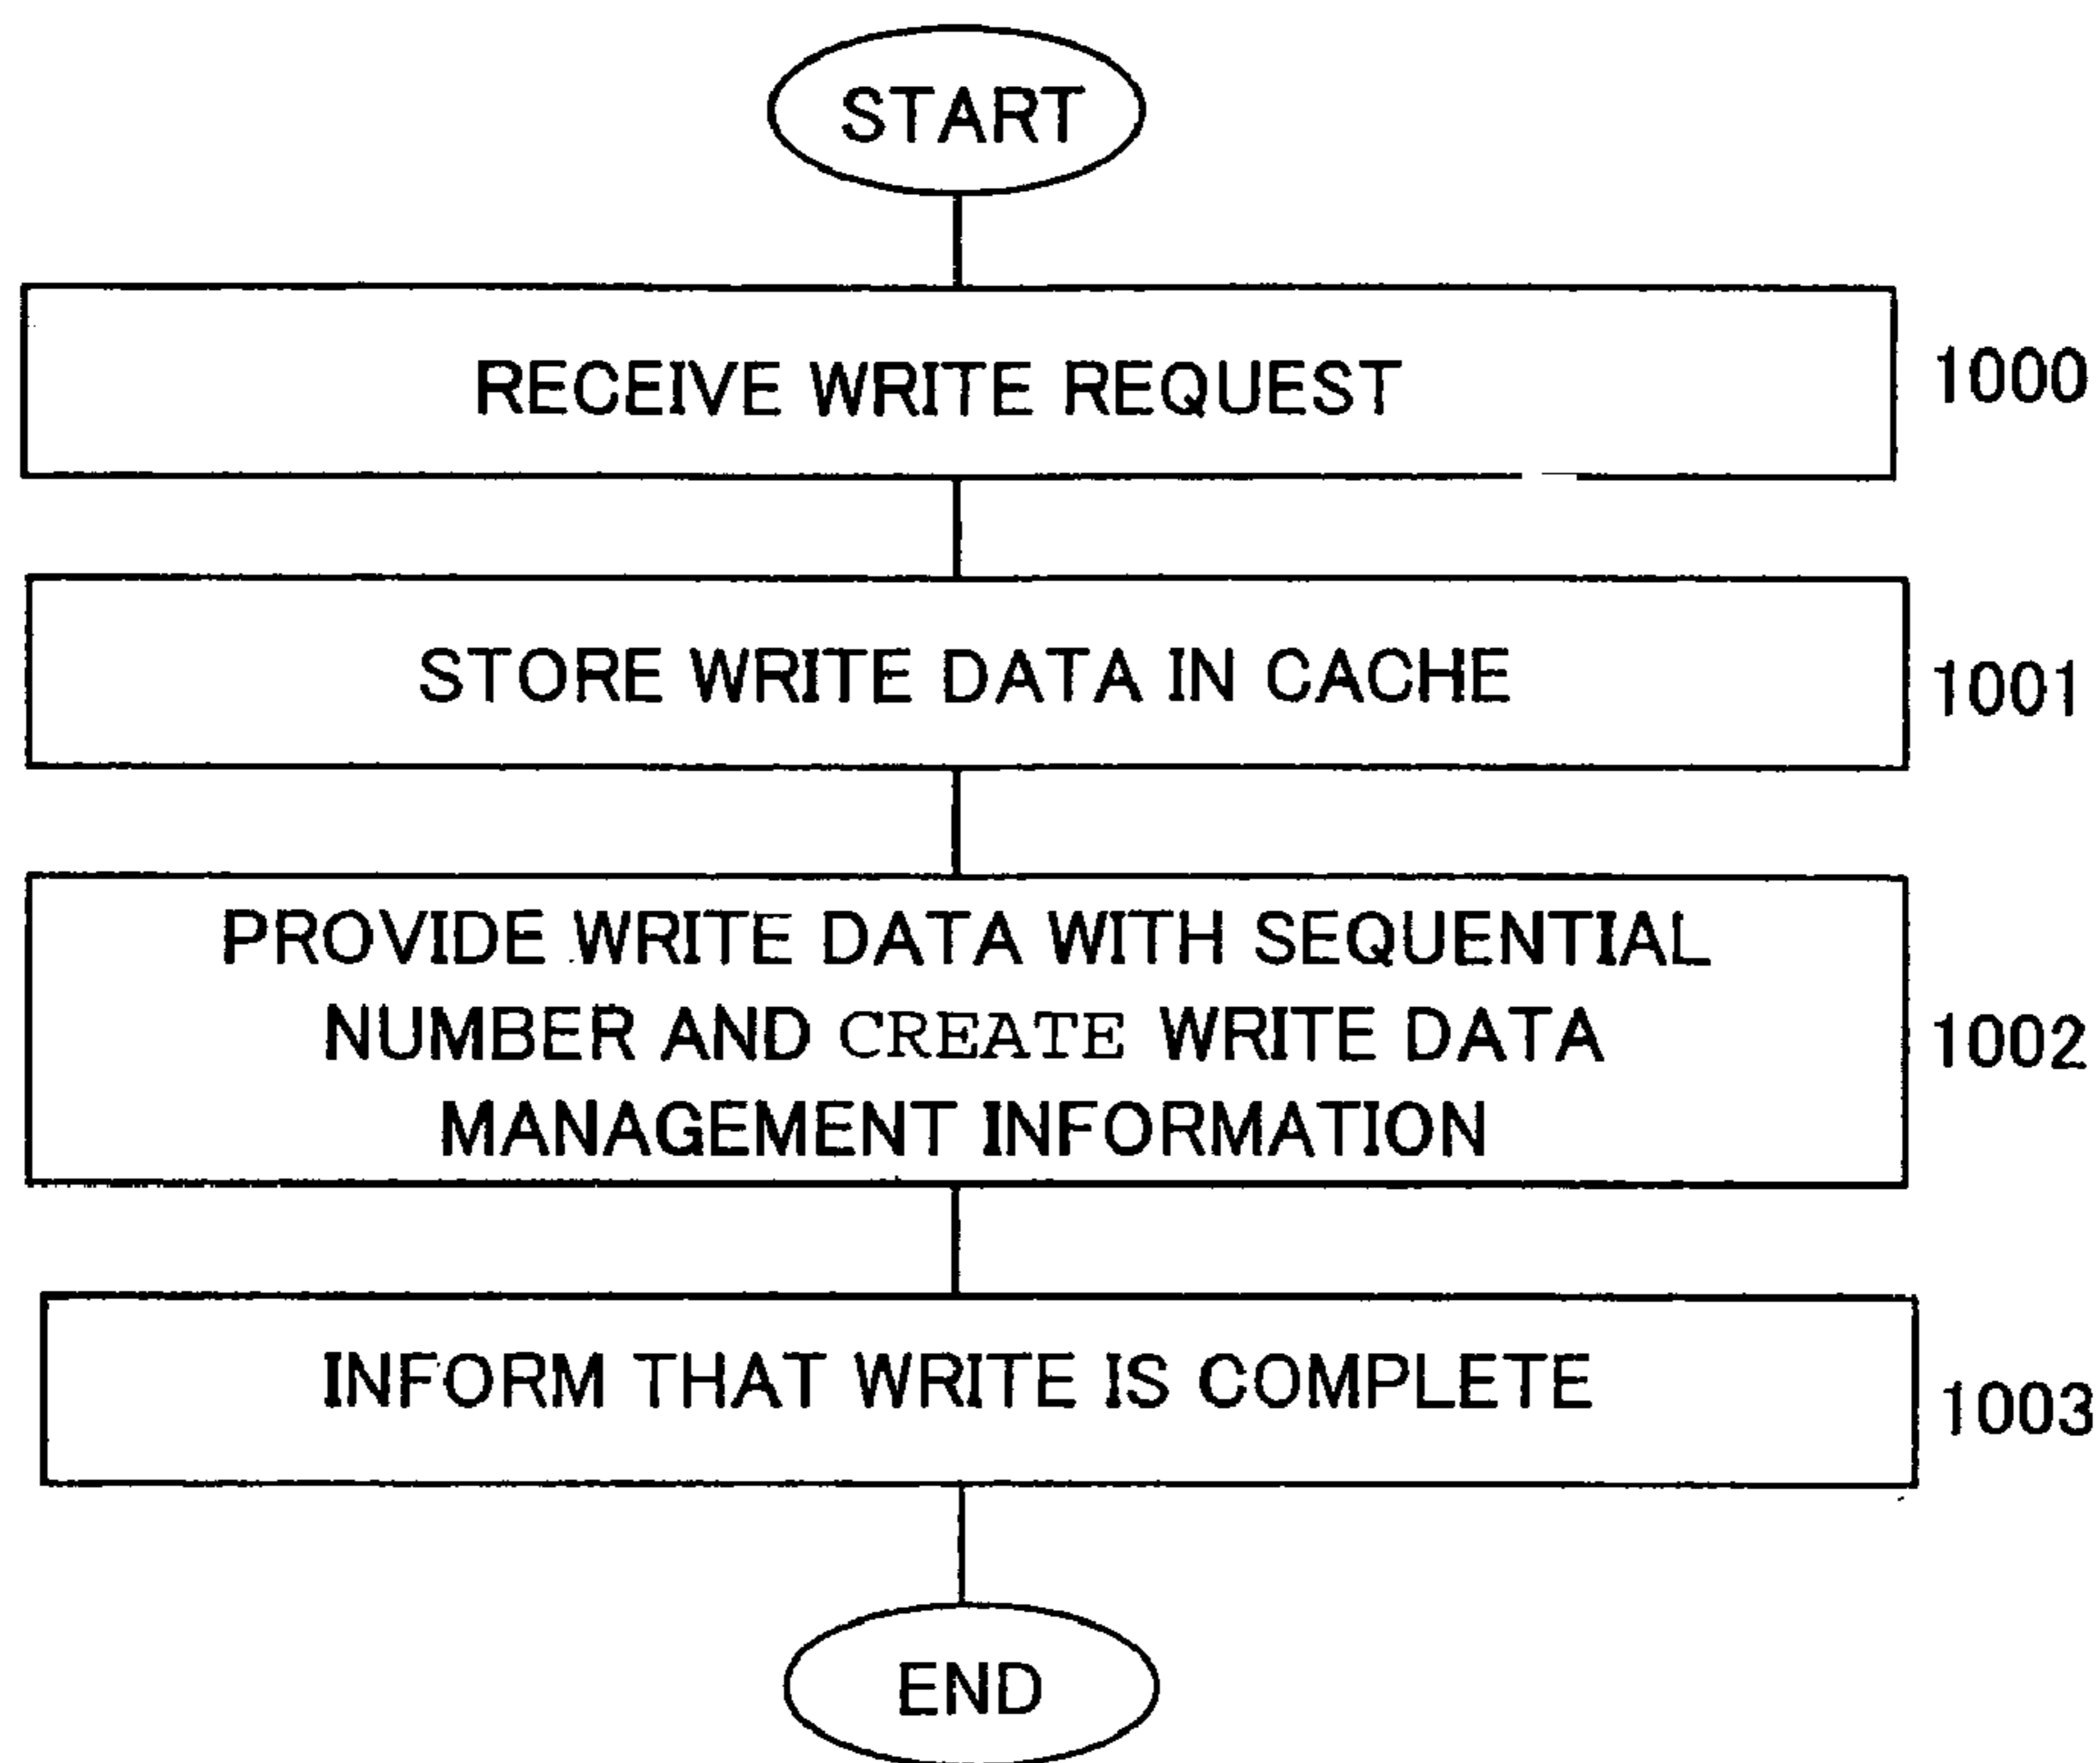 START
RECEIVE WRITE REQUEST
1000
STORE WRITE DATA IN CACHE
1001
PROVIDE WRITE DATA WITH SEQUENTIAL
NUMBER AND CREATE WRITE DATA
MANAGEMENT INFORMATION
1002
INFORM THAT WRITE IS COMPLETE
1003
END